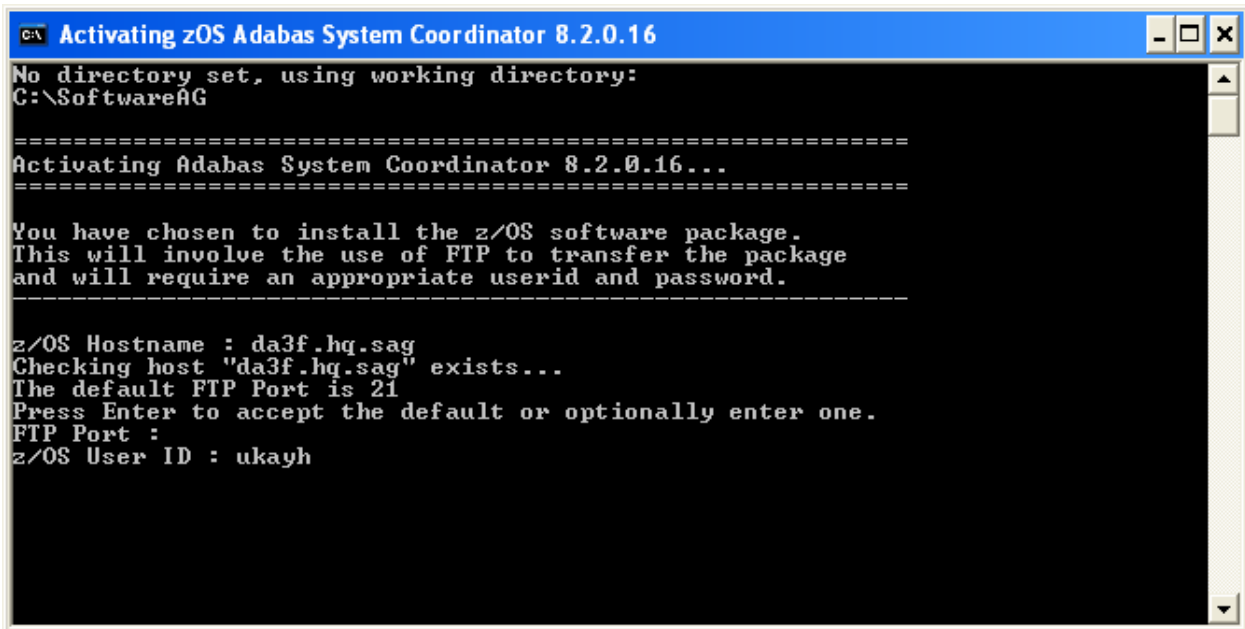 Activating zOS Adabas System Coordinator 8.2.0.16
No directory set, using working directory:
C:\SoftwareAG
============================================================
Activating Adabas System Coordinator 8.2.0.16...
============================================================
You have chosen to install the z/OS software package.
This will involve the use of FTP to transfer the package
and will require an appropriate userid and password.
------------------------------------------------------------
z/OS Hostname : da3f.hq.sag
Checking host "da3f.hq.sag" exists...
The default FTP Port is 21
Press Enter to accept the default or optionally enter one.
FTP Port :
z/OS User ID : ukayh